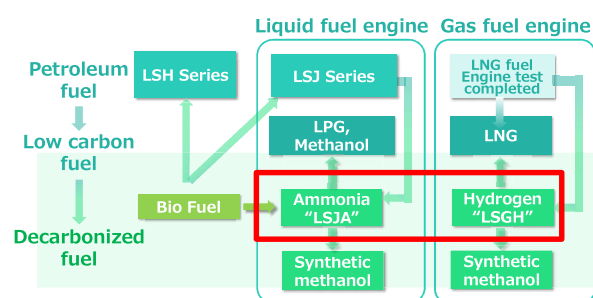 Liquid fuel engine
Gas fuel engine
Petroleum
fuel
LSH Series
LSJ Series
LNG fuel
Engine test
completed
Low carbon
fuel
LPG,
Methanol
LNG
Bio Fuel
Ammonia
“LSJA”
Hydrogen
“LSGH”
Decarbonized
fuel
Synthetic
methanol
Synthetic
methanol